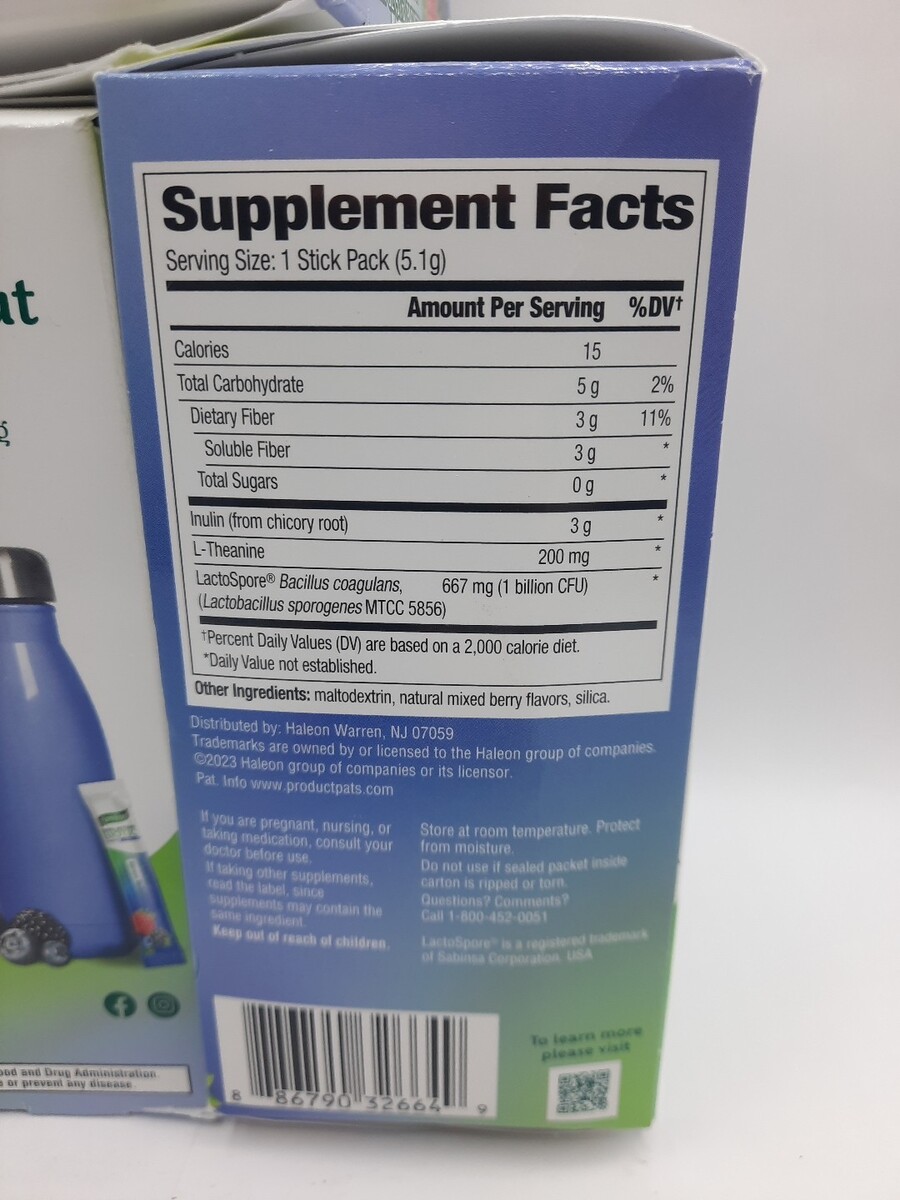 Supplement Facts
Serving Size: 1 Stick Pack (5.1g)
Amount Per Serving %DV†
Calories 15
Total Carbohydrate 5 g 2%
Dietary Fiber 3 g 11%
Soluble Fiber 3 g *
Total Sugars 0 g *
Inulin (from chicory root) 3 g *
L-Theanine 200 mg *
LactoSpore® Bacillus coagulans, 667 mg (1 billion CFU) *
(Lactobacillus sporogenes MTCC 5856)
†Percent Daily Values (DV) are based on a 2,000 calorie diet.
*Daily Value not established.
Other Ingredients: maltodextrin, natural mixed berry flavors, silica.
Distributed by: Haleon Warren, NJ 07059
Trademarks are owned by or licensed to the Haleon group of companies.
©2023 Haleon group of companies or its licensor.
Pat. Info www.productpats.com
If you are pregnant, nursing, or
taking medication, consult your
doctor before use.
If taking other supplements,
read the label, since
supplements may contain the
same ingredient.
Keep out of reach of children.
Store at room temperature. Protect
from moisture.
Do not use if sealed packet inside
carton is ripped or torn.
Questions? Comments?
Call 1-800-452-0051
LactoSpore® is a registered trademark
of Sabinsa Corporation, USA
To learn more
please visit
8 86790 32664 9
ut
g
ood and Drug Administration.
e or prevent any disease.